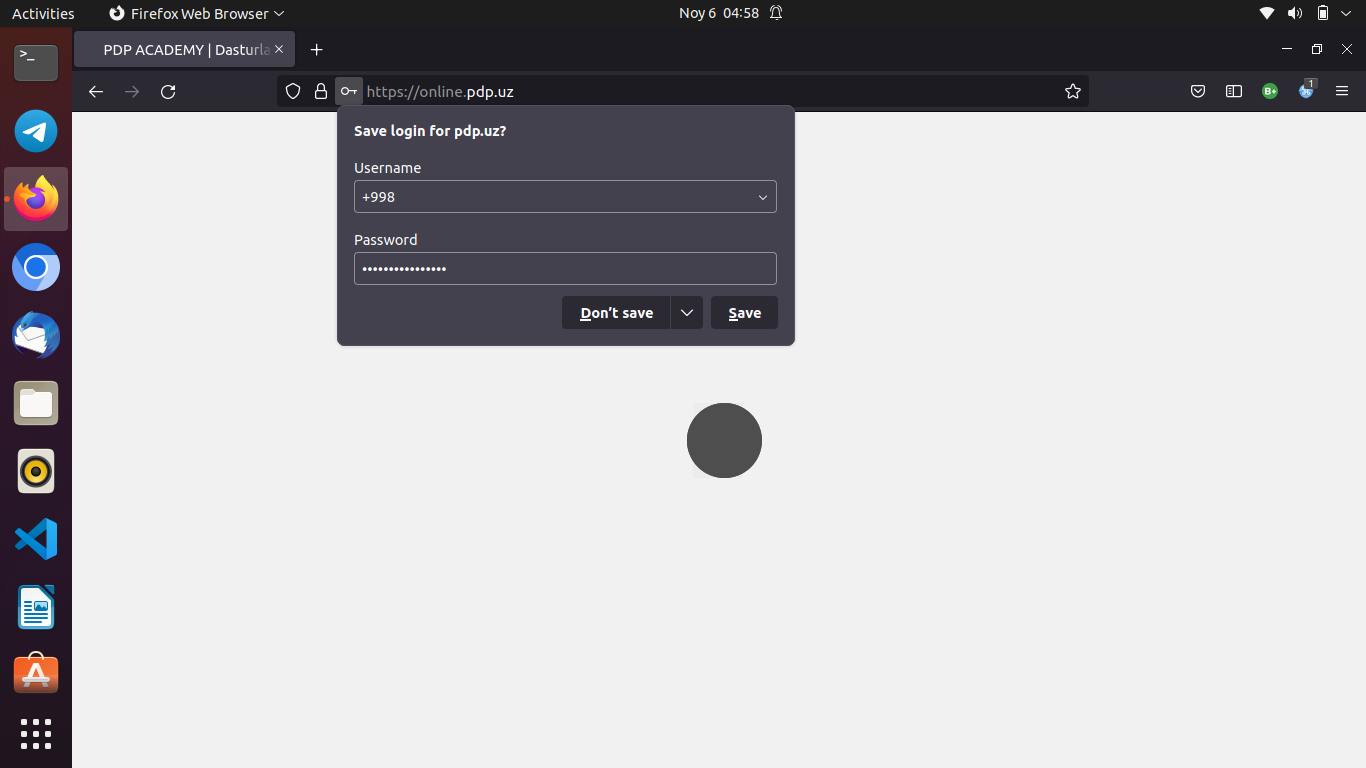 Activities
Firefox Web Browser
Noy 6 04:58
PDP ACADEMY | Dasturla
https://online.pdp.uz
1
B+
Save login for pdp.uz?
Username
+998
Password
••••••••••••••••
Don't save
Save
>_